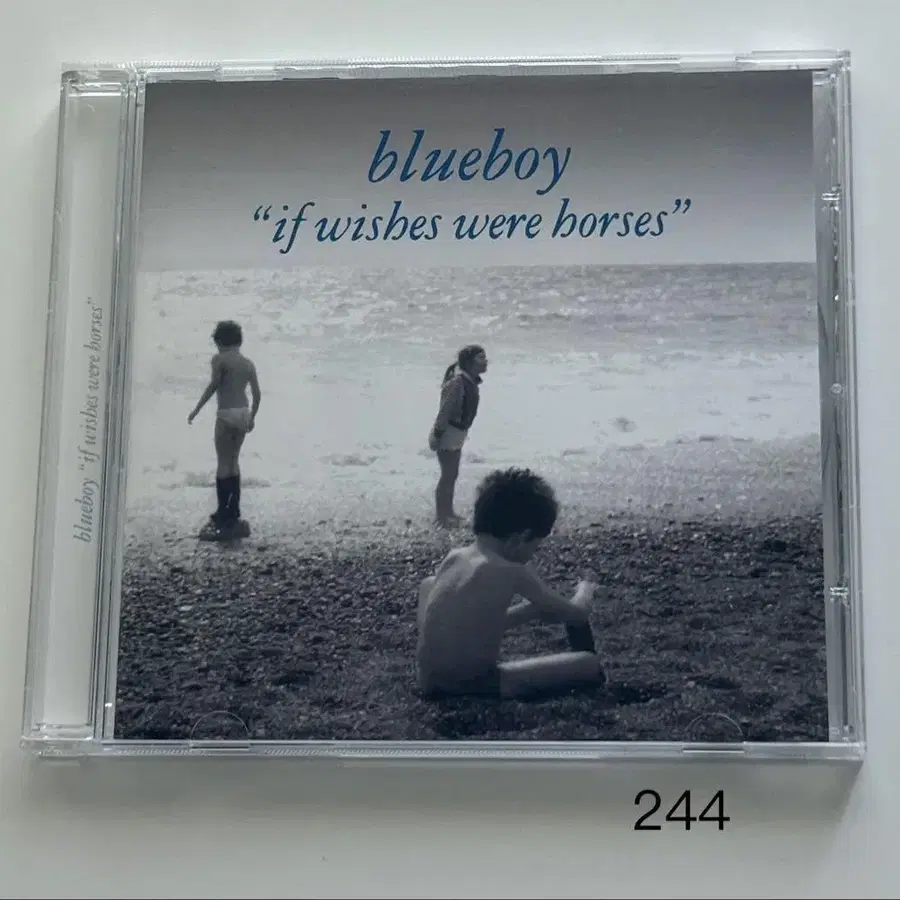 blueboy
“if wishes were horses”
blueboy “if wishes were horses”
244